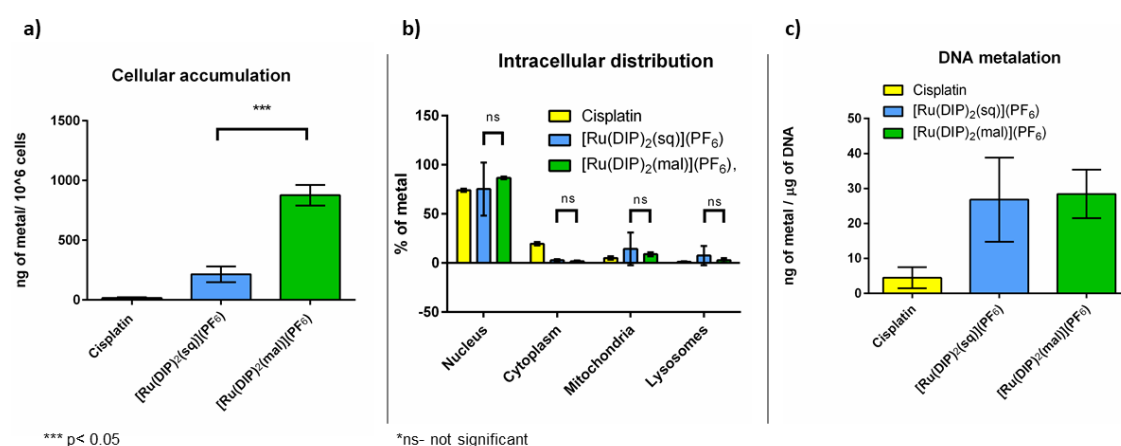 a)
Cellular accumulation
***
ng of metal/ 10^6 cells
1500
1000
500
0
Cisplatin
[Ru(DIP)2(sq)](PF6)
[Ru(DIP)2(mal)](PF6)
*** p< 0.05
b)
Intracellular distribution
Cisplatin
[Ru(DIP)2(sq)](PF6)
[Ru(DIP)2(mal)](PF6),
ns
ns
ns
ns
% of metal
150
100
50
0
-50
Nucleus
Cytoplasm
Mitochondria
Lysosomes
*ns- not significant
c)
DNA metalation
Cisplatin
[Ru(DIP)2(sq)](PF6)
[Ru(DIP)2(mal)](PF6)
ng of metal / µg of DNA
60
50
40
30
20
10
0
Cisplatin
[Ru(DIP)2(sq)](PF6)
[Ru(DIP)2(mal)](PF6)